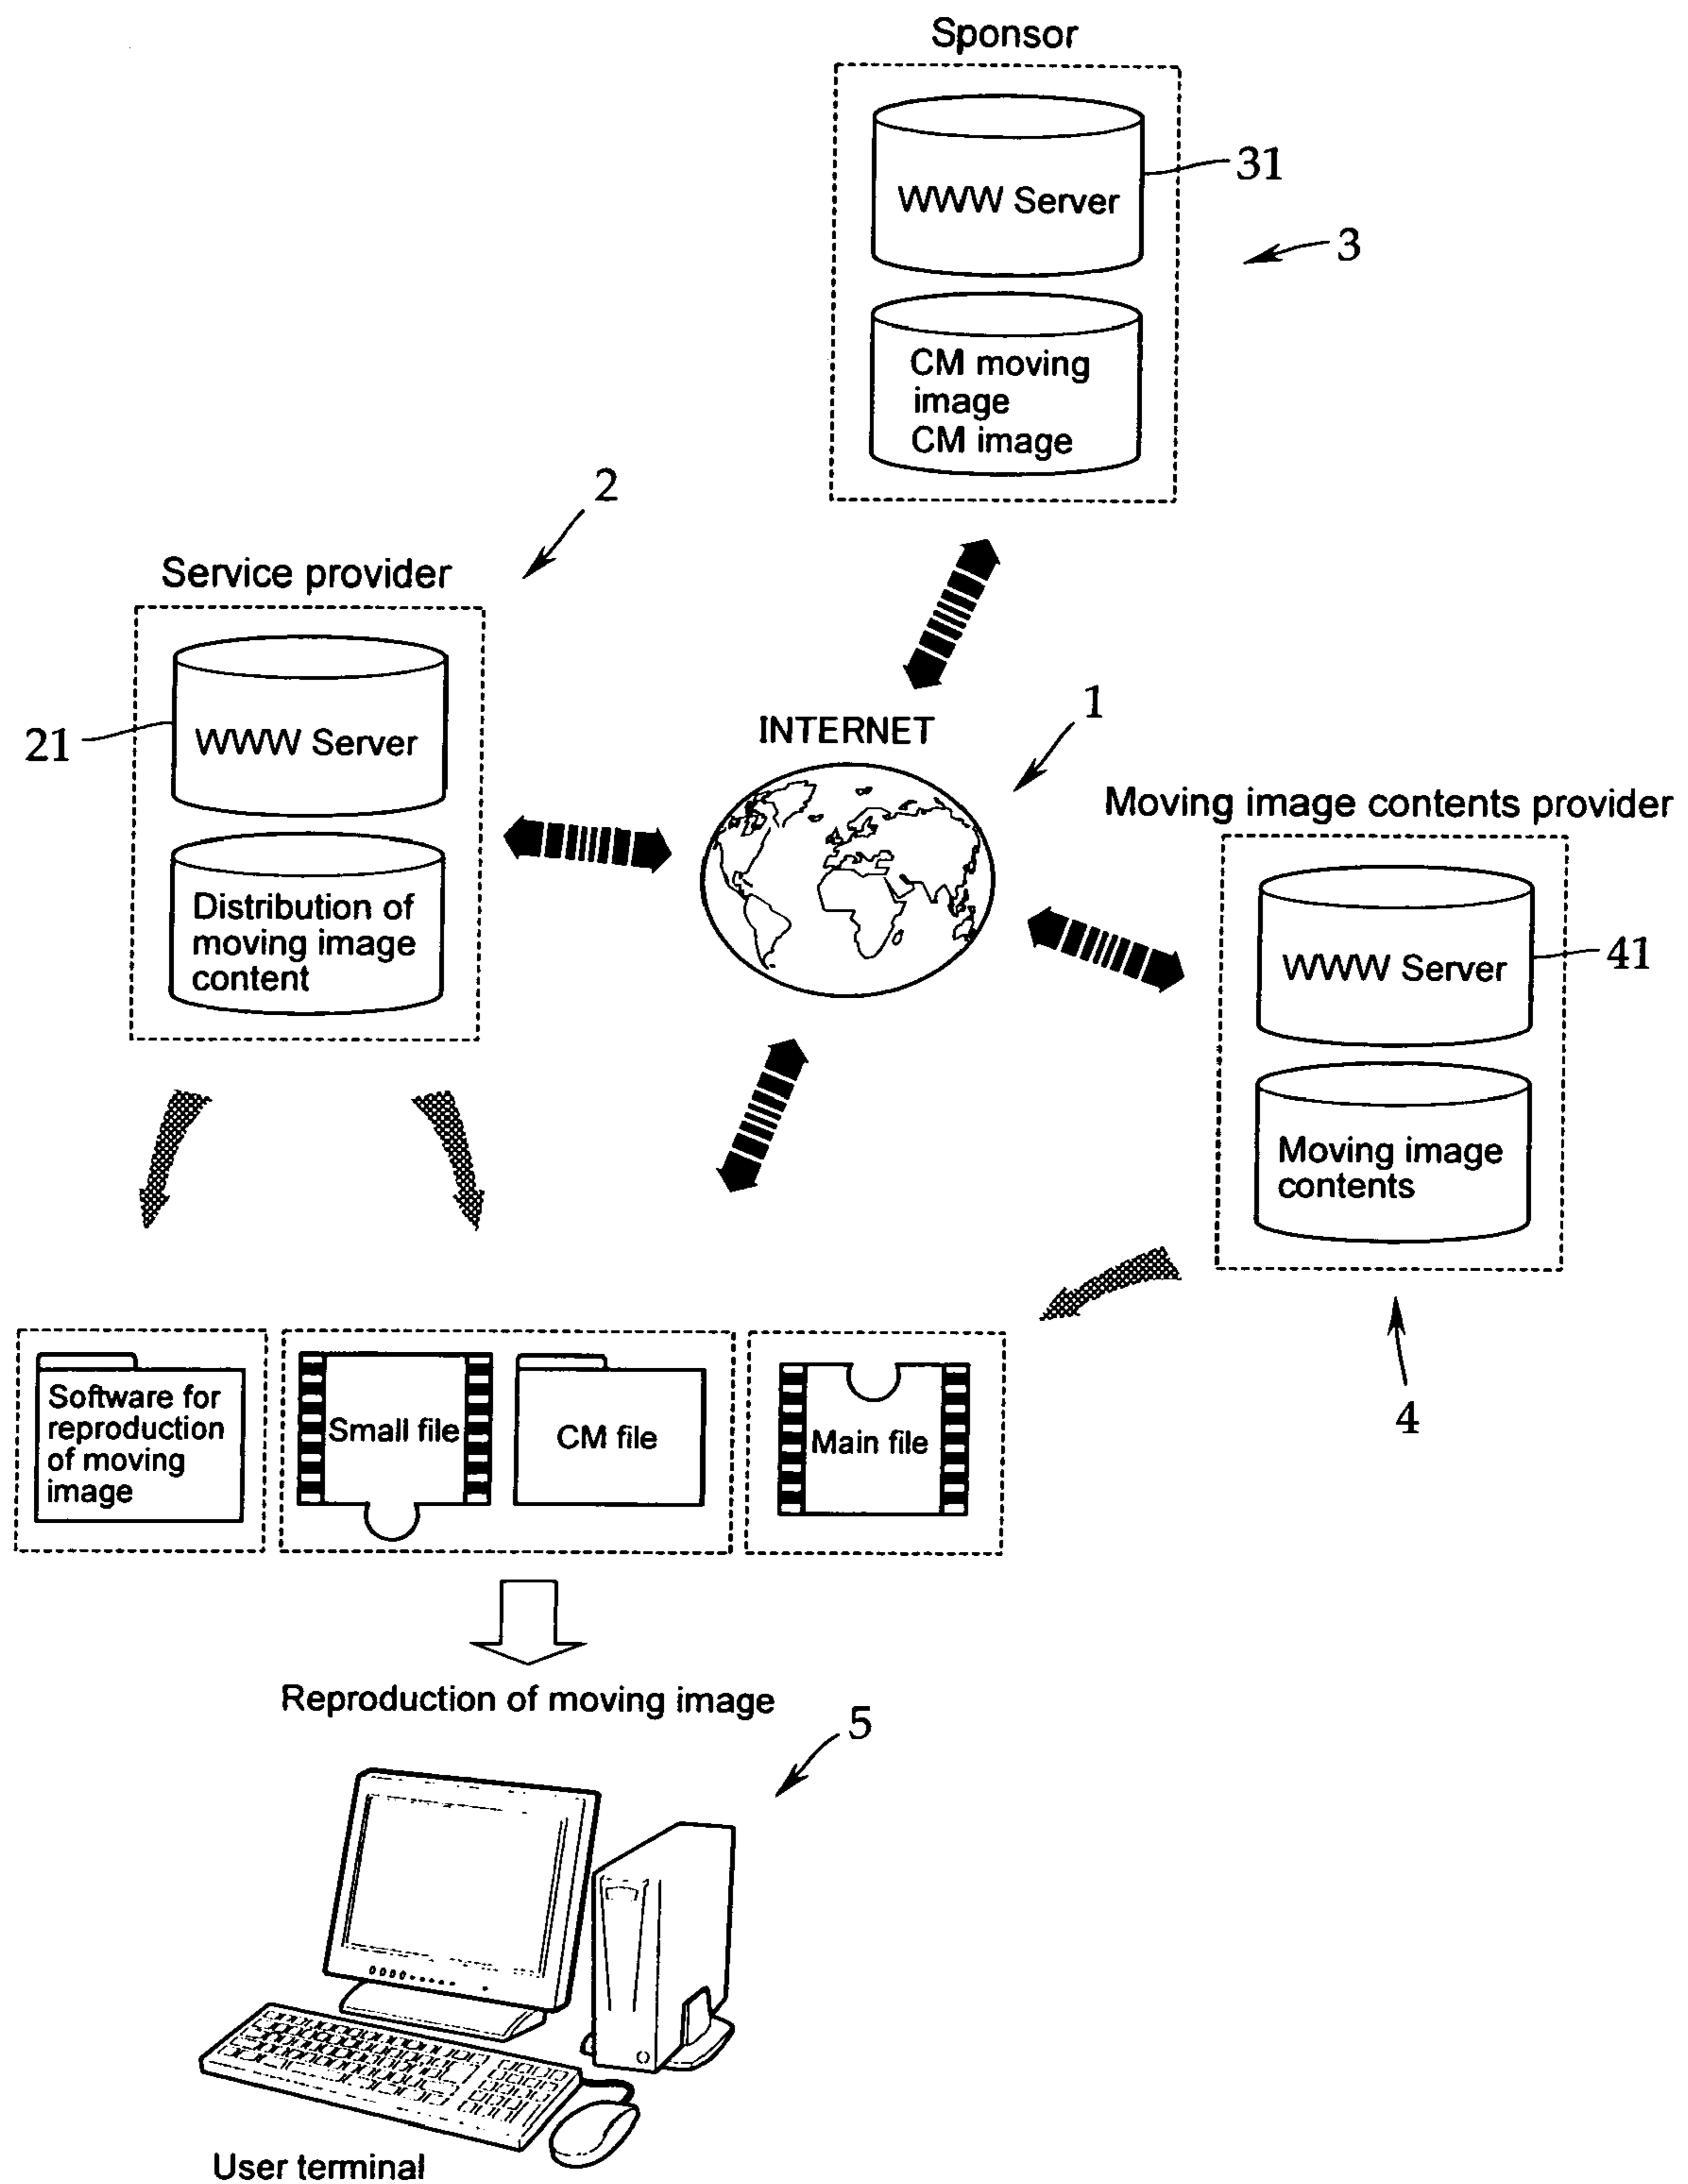 Sponsor
WWW Server
31
3
CM moving
image
CM image
2
Service provider
21
WWW Server
Distribution of
moving image
content
INTERNET
1
Moving image contents provider
WWW Server
41
Moving image
contents
4
Software for
reproduction
of moving
image
Small file
CM file
Main file
Reproduction of moving image
5
User terminal